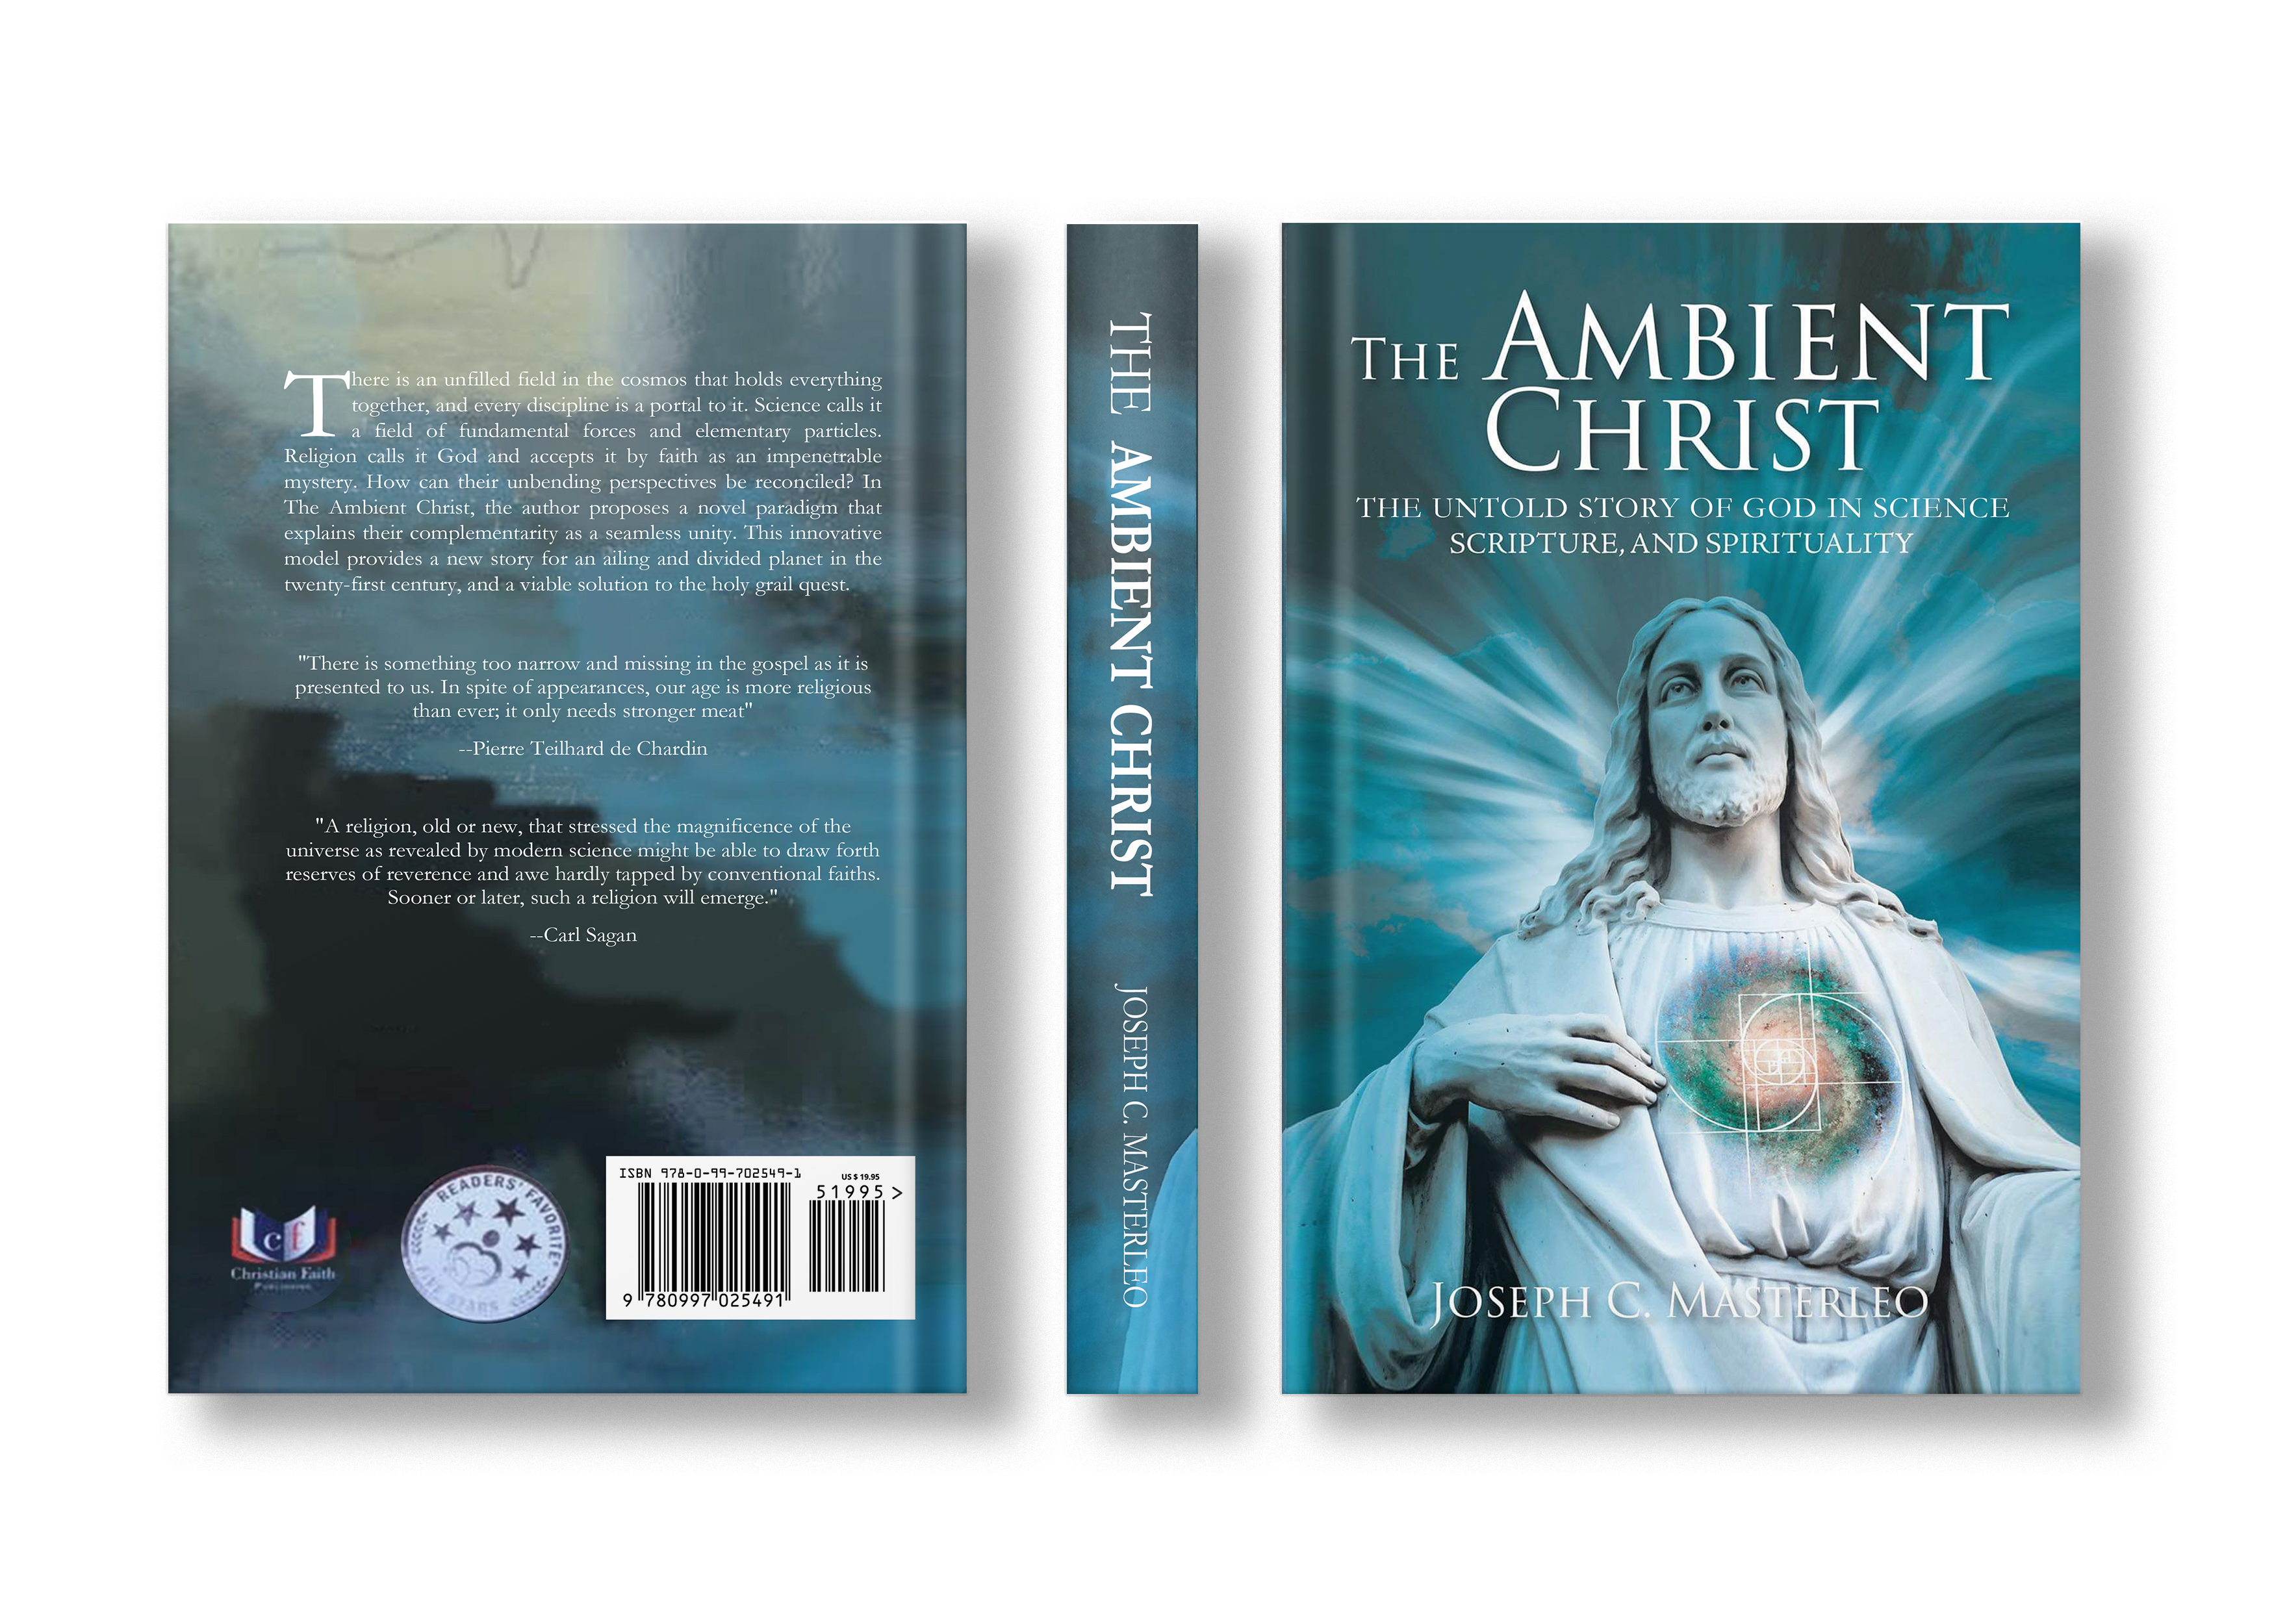 There is an unfilled field in the cosmos that holds everything
together, and every discipline is a portal to it. Science calls it
a field of fundamental forces and elementary particles.
Religion calls it God and accepts it by faith as an impenetrable
mystery. How can their unbending perspectives be reconciled? In
The Ambient Christ, the author proposes a novel paradigm that
explains their complementarity as a seamless unity. This innovative
model provides a new story for an ailing and divided planet in the
twenty-first century, and a viable solution to the holy grail quest.
"There is something too narrow and missing in the gospel as it is
presented to us. In spite of appearances, our age is more religious
than ever; it only needs stronger meat"
--Pierre Teilhard de Chardin
"A religion, old or new, that stressed the magnificence of the
universe as revealed by modern science might be able to draw forth
reserves of reverence and awe hardly tapped by conventional faiths.
Sooner or later, such a religion will emerge."
--Carl Sagan
cf
Christian Faith
Publishing
READERS' FAVORITE
FIVE STARS
ISBN 978-0-99-702549-1
US $ 19.95
51995 >
9 780997 025491
THE AMBIENT CHRIST JOSEPH C. MASTERLEO
THE AMBIENT
CHRIST
THE UNTOLD STORY OF GOD IN SCIENCE
SCRIPTURE, AND SPIRITUALITY
JOSEPH C. MASTERLEO